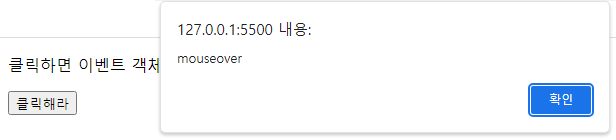 127.0.0.1:5500 내용:
mouseover
확인
클릭하면 이벤트 객체
클릭해라